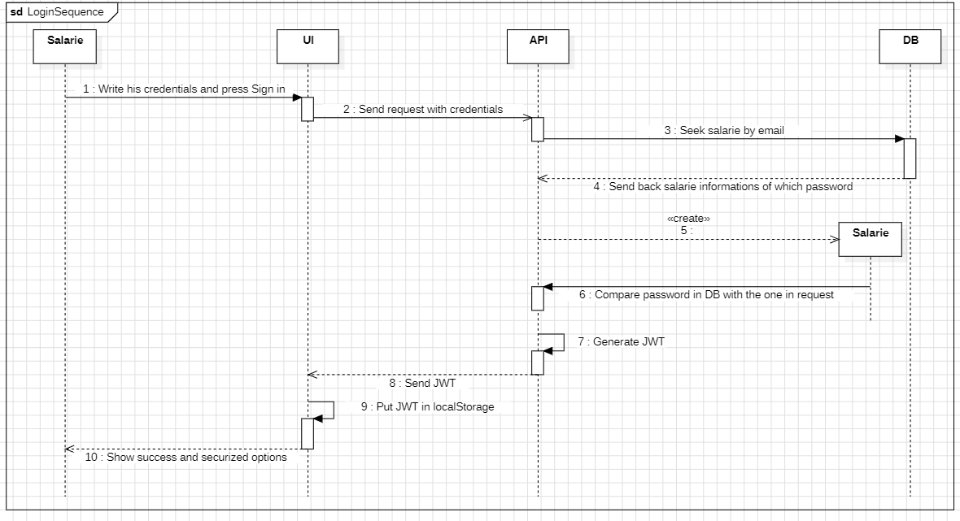 sd LoginSequence
Salarie
UI
API
DB
1 : Write his credentials and press Sign in
2 : Send request with credentials
3 : Seek salarie by email
4 : Send back salarie informations of which password
«create»
5 :
Salarie
6 : Compare password in DB with the one in request
7 : Generate JWT
8 : Send JWT
9 : Put JWT in localStorage
10 : Show success and securized options